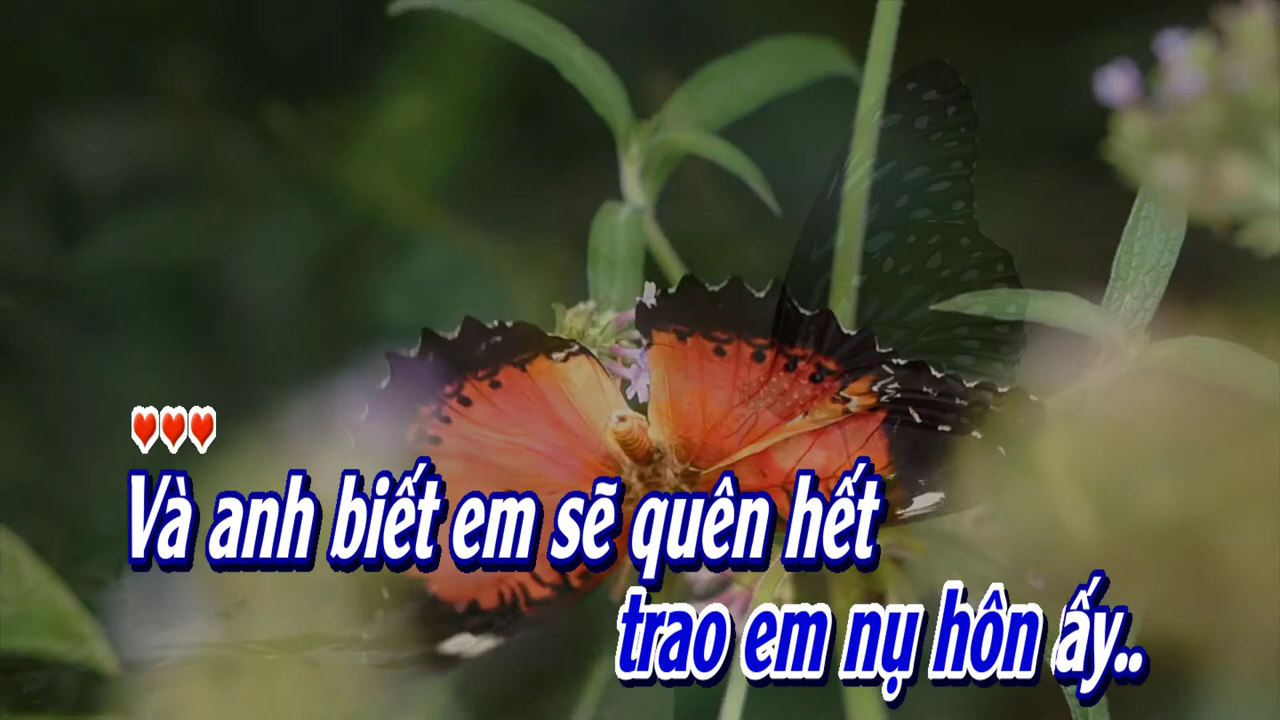 Và anh biết em sẽ quên hết
trao em nụ hôn ấy..